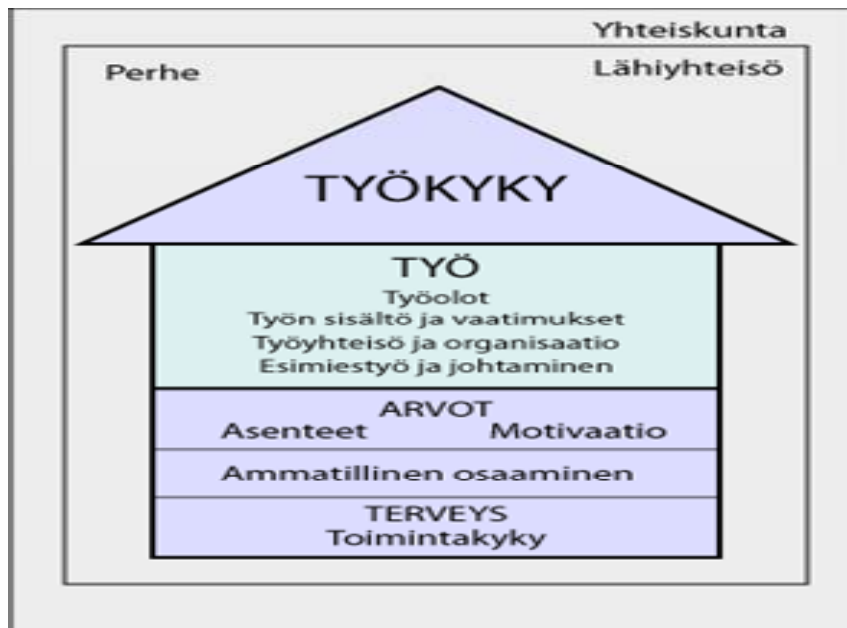 Yhteiskunta
Perhe Lähiyhteisö
TYÖKYKY
TYÖ
Työolot
Työn sisältö ja vaatimukset
Työyhteisö ja organisaatio
Esimiestyö ja johtaminen
ARVOT
Asenteet Motivaatio
Ammatillinen osaaminen
TERVEYS
Toimintakyky